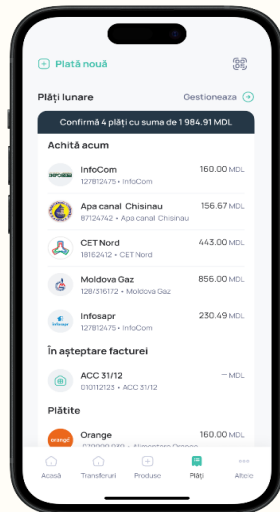 Plată nouă
Plăți lunare
Gestioneaza
Confirmă 4 plăți cu suma de 1 984.91 MDL
Achită acum
InfoCom
160.00 MDL
127812475 • InfoCom
Apa canal Chisinau
156.67 MDL
87124742 • Apa canal Chisinau
CET Nord
443.00 MDL
18162412 • CET Nord
Moldova Gaz
856.00 MDL
128/316172 • Moldova Gaz
Infosapr
230.49 MDL
127812475 • InfoCom
În așteptare facturei
ACC 31/12
— MDL
010112123 • ACC 31/12
Plătite
orange
Orange
160.00 MDL
Alimentare Orange
Acasă
Transferuri
Produse
Plăți
Altele